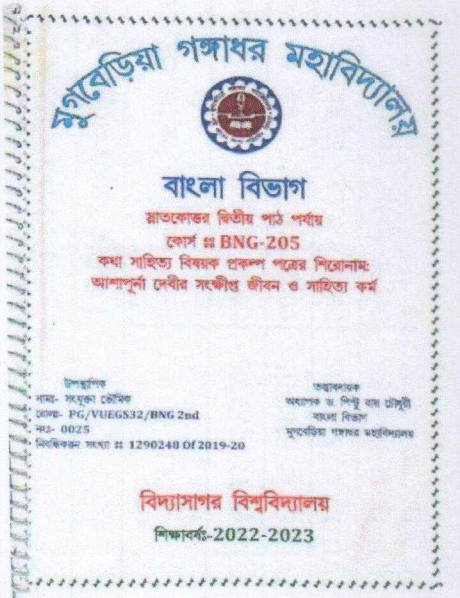 মুগবেড়িয়া গঙ্গাধর মহাবিদ্যালয়
বাংলা বিভাগ
স্নাতকোত্তর দ্বিতীয় পাঠ পর্যায়
কোর্স ঃঃ BNG-205
কথা সাহিত্য বিষয়ক প্রকল্প পত্রের শিরোনামঃ
আশাপূর্না দেবীর সংক্ষীপ্ত জীবন ও সাহিত্য কর্ম
উপস্থাপিক
নামঃ- সংযুক্তা ভৌমিক
রোলঃ- PG/VUEGS32/BNG 2nd
নংঃ- 0025
নিবন্ধিকরন সংখ্যা ঃঃ 1290240 Of 2019-20
তত্ত্বাবধায়ক
অধ্যাপক ড. পিন্টু রায় চৌধুরী
বাংলা বিভাগ
মুগবেড়িয়া গঙ্গাধর মহাবিদ্যালয়
বিদ্যাসাগর বিশ্ববিদ্যালয়
শিক্ষাবর্ষঃ-2022-2023